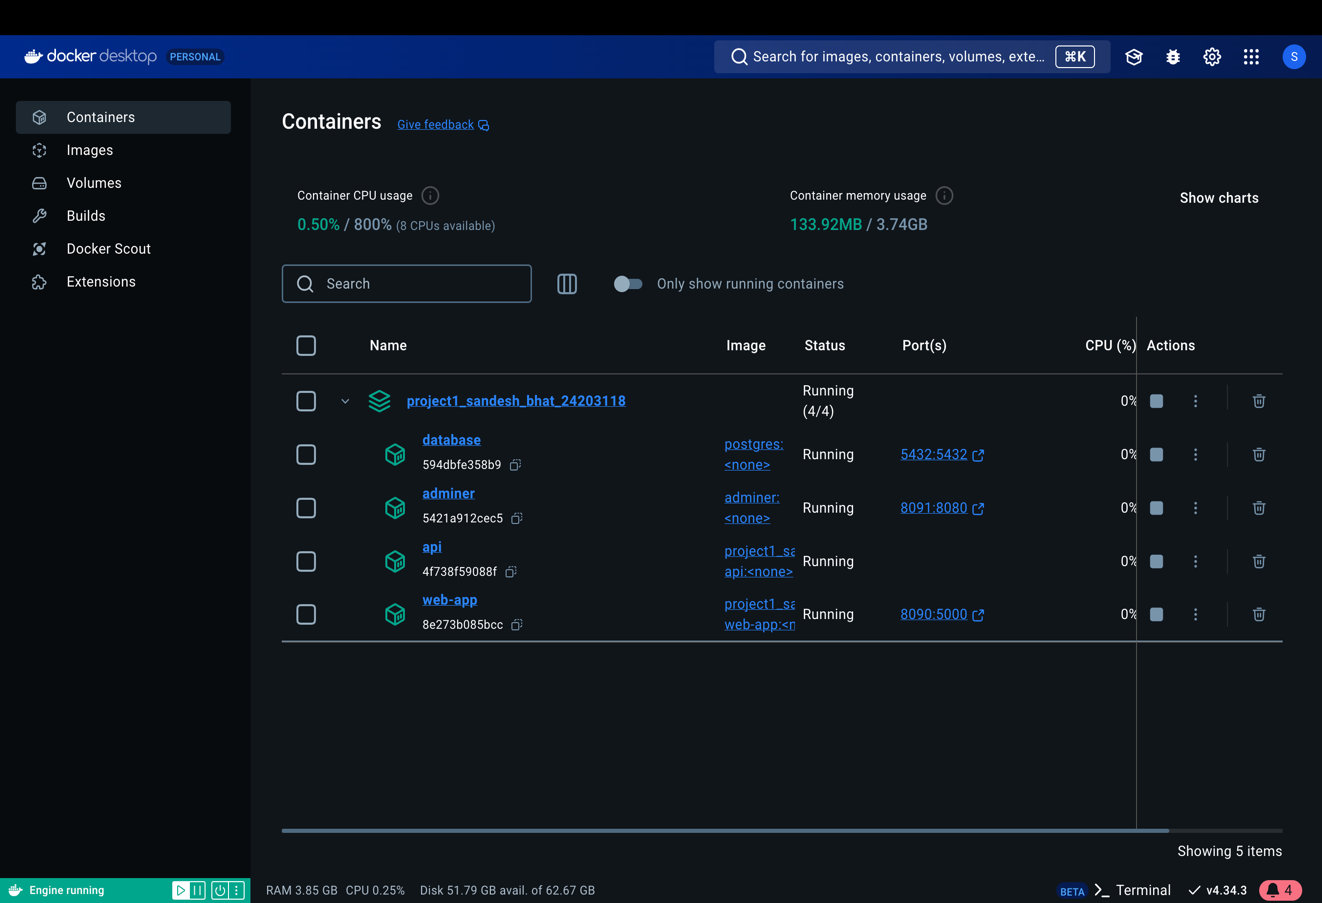 docker desktop PERSONAL
Search for images, containers, volumes, exte... ⌘K
S
Containers
Images
Volumes
Builds
Docker Scout
Extensions
Containers Give feedback
Container CPU usage
0.50% / 800% (8 CPUs available)
Container memory usage
133.92MB / 3.74GB
Show charts
Search
Only show running containers
Name Image Status Port(s) CPU (%) Actions
project1_sandesh_bhat_24203118
Running
(4/4)
0%
database
594dbfe358b9
postgres:
<none>
Running
5432:5432
0%
adminer
5421a912cec5
adminer:
<none>
Running
8091:8080
0%
api
4f738f59088f
project1_sa
api:<none>
Running
0%
web-app
8e273b085bcc
project1_sa
web-app:<n
Running
8090:5000
0%
Showing 5 items
Engine running
RAM 3.85 GB CPU 0.25% Disk 51.79 GB avail. of 62.67 GB
BETA Terminal v4.34.3 4